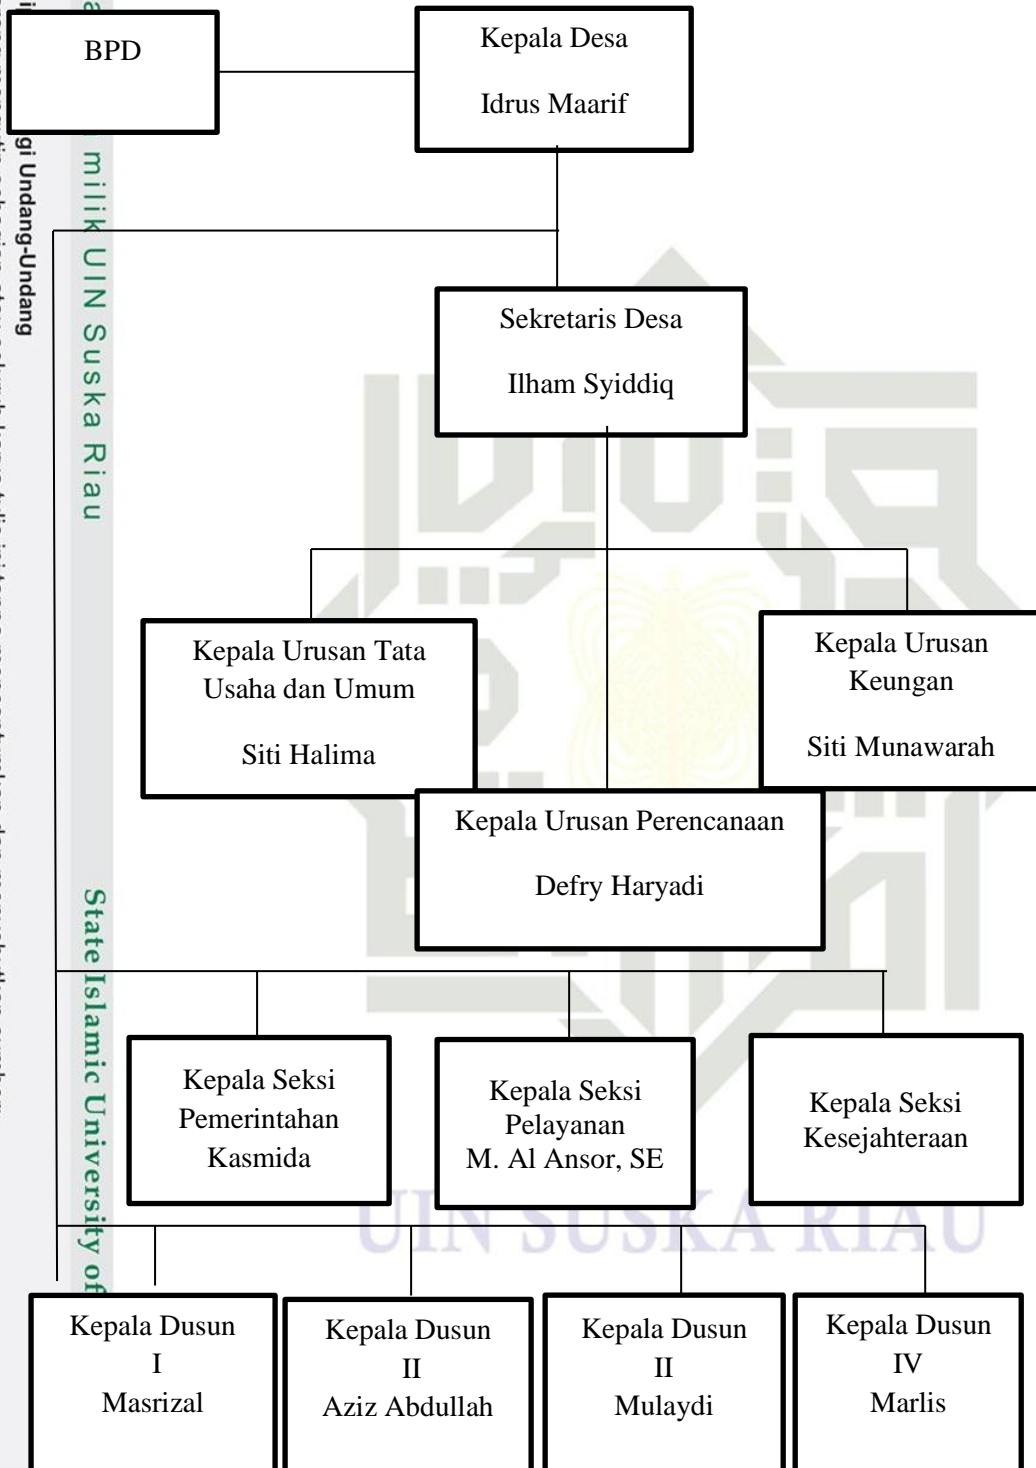 BPD
Kepala Desa
Idrus Maarif
Sekretaris Desa
Ilham Syiddiq
Kepala Urusan Tata
Usaha dan Umum
Siti Halima
Kepala Urusan
Keungan
Siti Munawarah
Kepala Urusan Perencanaan
Defry Haryadi
Kepala Seksi
Pemerintahan
Kasmida
Kepala Seksi
Pelayanan
M. Al Ansor, SE
Kepala Seksi
Kesejahteraan
Kepala Dusun
I
Masrizal
Kepala Dusun
II
Aziz Abdullah
Kepala Dusun
II
Mulaydi
Kepala Dusun
IV
Marlis
milik UIN Suska Riau
State Islamic University of
gi Undang-Undang
UIN SUSKA RIAU